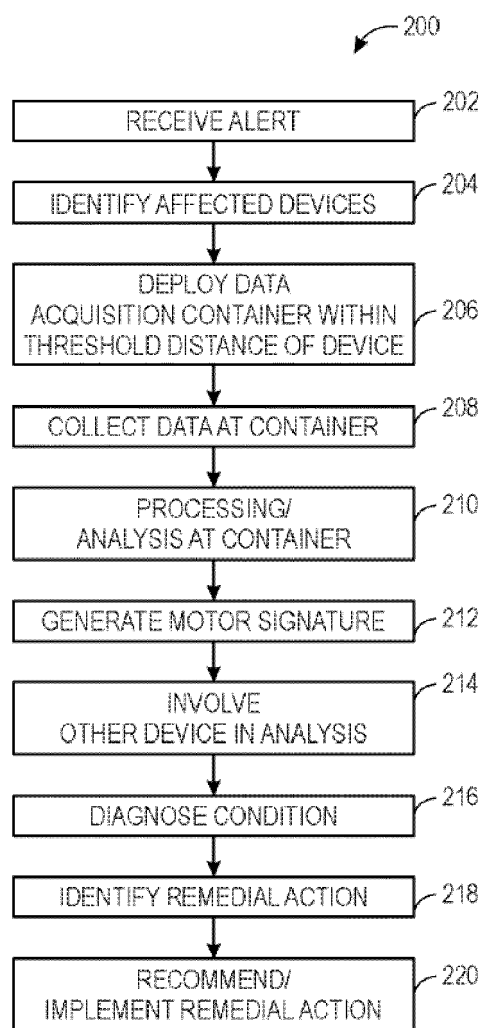 200
RECEIVE ALERT
202
IDENTIFY AFFECTED DEVICES
204
DEPLOY DATA
ACQUISITION CONTAINER WITHIN
THRESHOLD DISTANCE OF DEVICE
206
COLLECT DATA AT CONTAINER
208
PROCESSING/
ANALYSIS AT CONTAINER
210
GENERATE MOTOR SIGNATURE
212
INVOLVE
OTHER DEVICE IN ANALYSIS
214
DIAGNOSE CONDITION
216
IDENTIFY REMEDIAL ACTION
218
RECOMMEND/
IMPLEMENT REMEDIAL ACTION
220